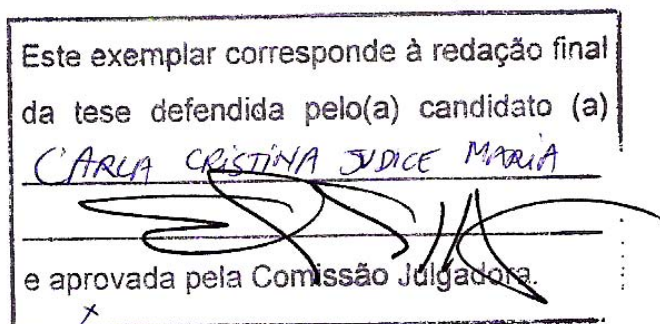 Este exemplar corresponde à redação final
da tese defendida pelo(a) candidato (a)
CARLA CRISTINA JUDICE MARIA
e aprovada pela Comissão Julgadora.